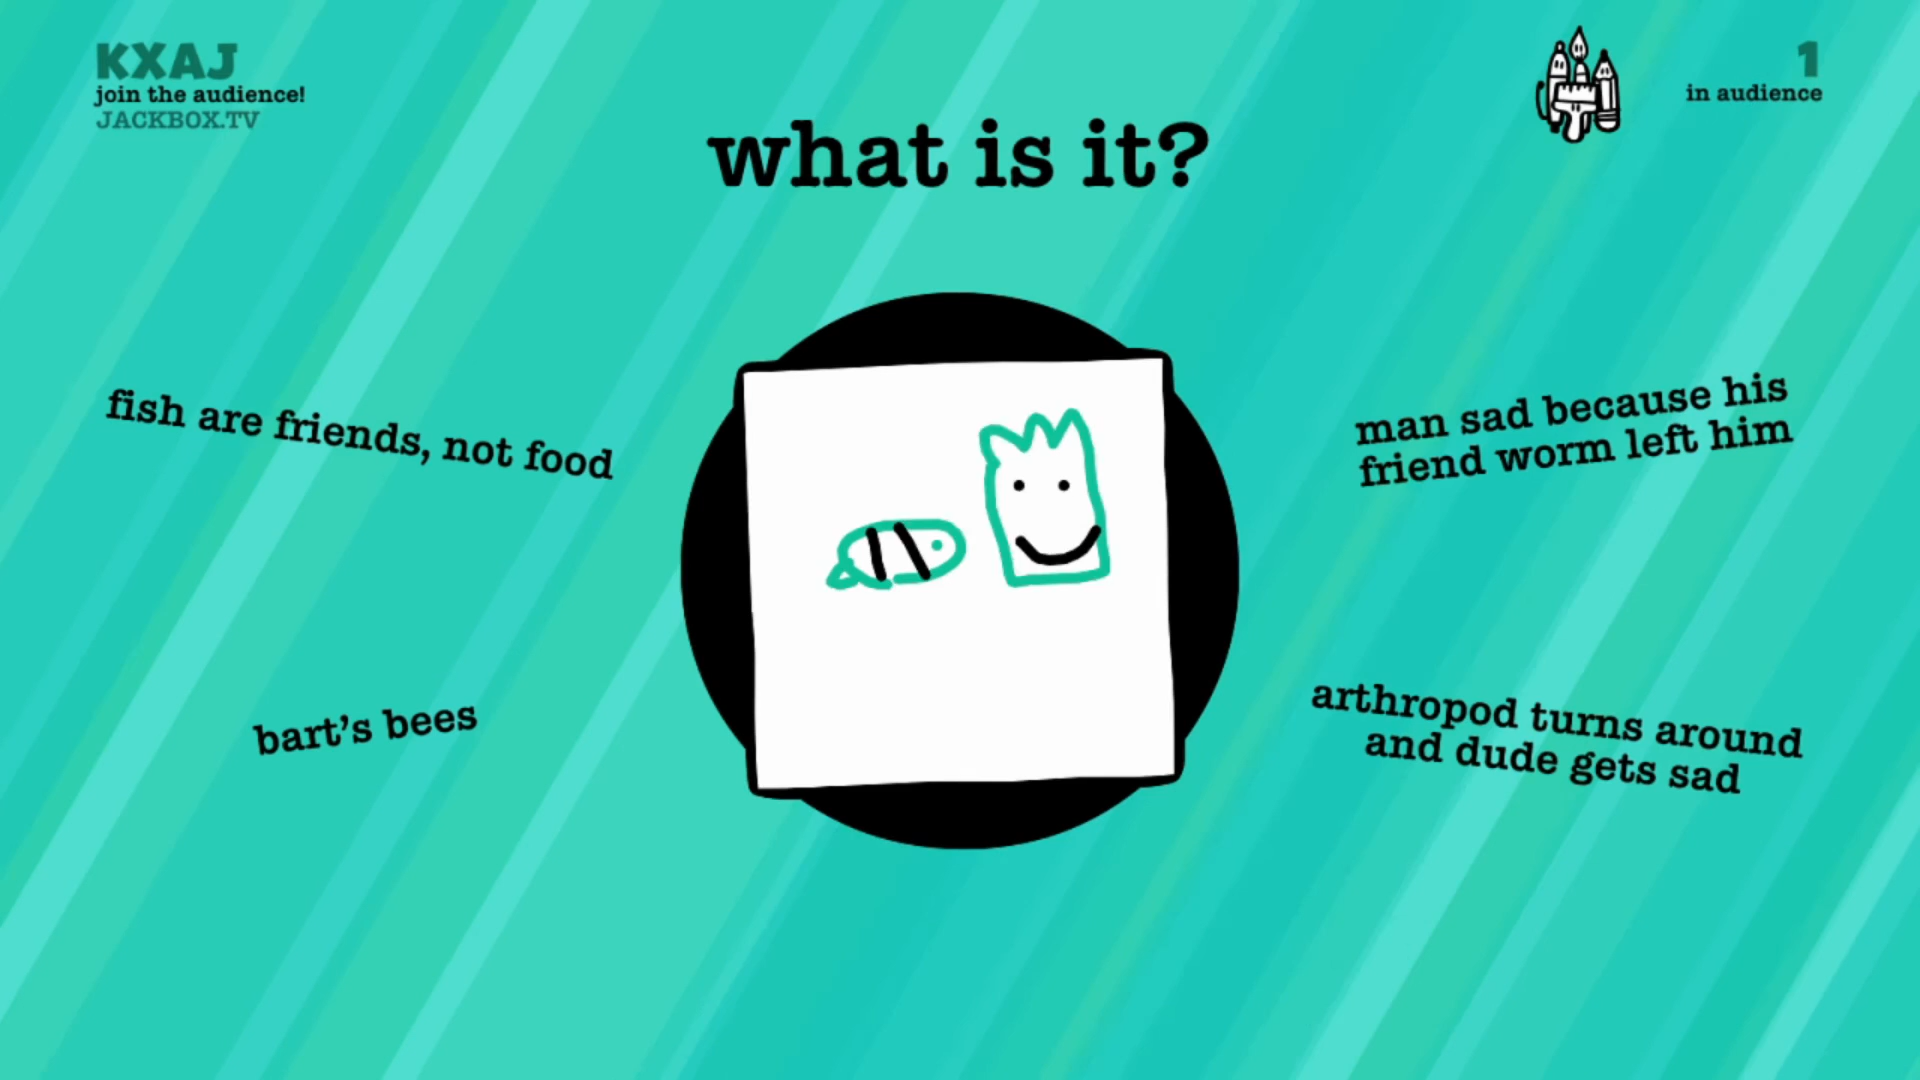 KXAJ
join the audience!
JACKBOX.TV
1
in audience
what is it?
fish are friends, not food
man sad because his
friend worm left him
bart's bees
arthropod turns around
and dude gets sad